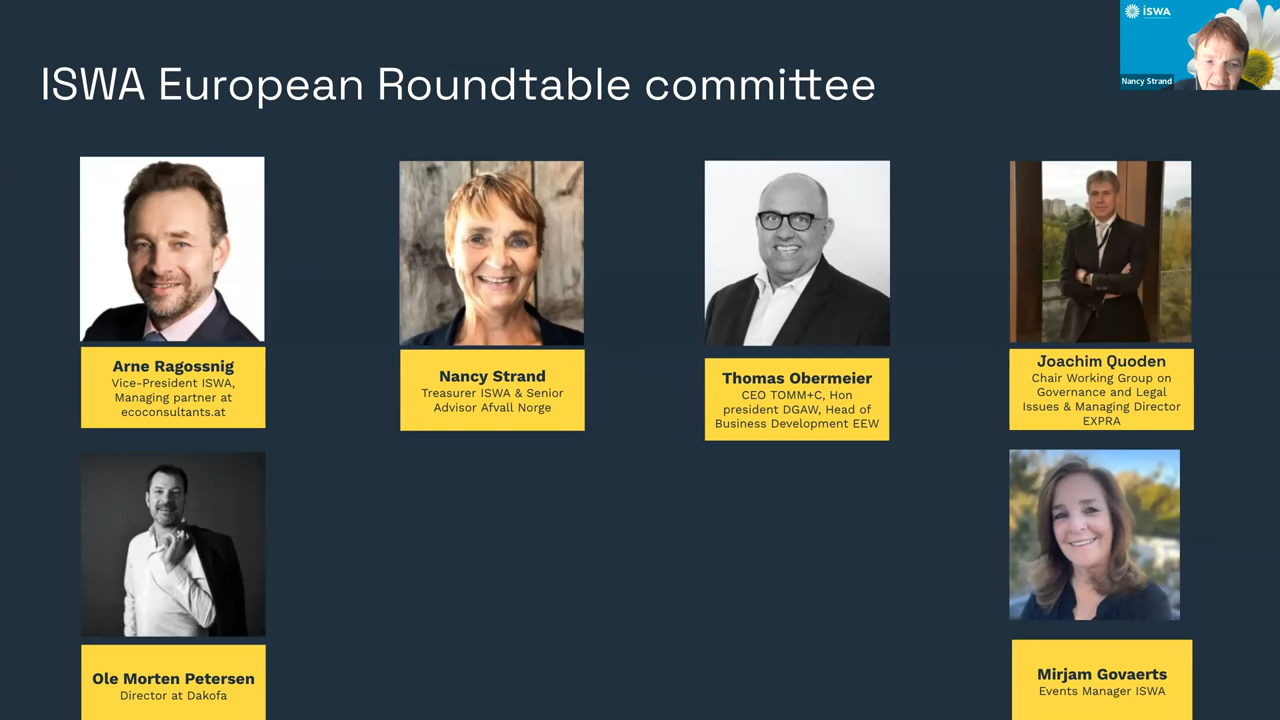 ISWA European Roundtable committee
iSWA
Nancy Strand
Arne Ragossnig
Vice-President ISWA,
Managing partner at
ecoconsultants.at
Nancy Strand
Treasurer ISWA & Senior
Advisor Afvall Norge
Thomas Obermeier
CEO TOMM+C, Hon
president DGAW, Head of
Business Development EEW
Joachim Quoden
Chair Working Group on
Governance and Legal
Issues & Managing Director
EXPRA
Ole Morten Petersen
Director at Dakofa
Mirjam Govaerts
Events Manager ISWA